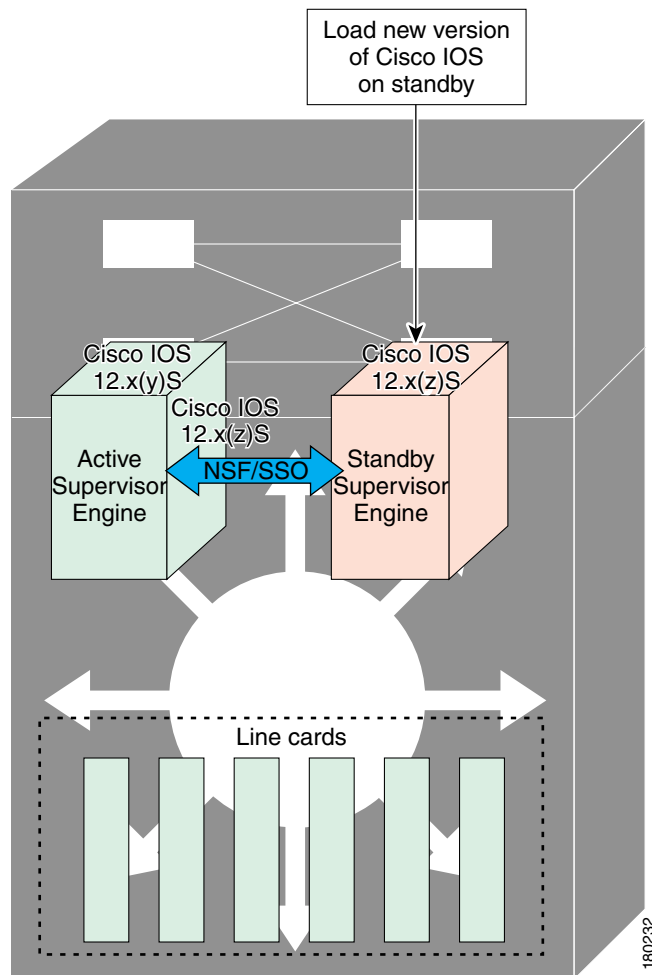 Load new version
of Cisco IOS
on standby
Cisco IOS
12.x(y)S
Cisco IOS
12.x(z)S
Cisco IOS
12.x(z)S
Active
Supervisor
Engine
NSF/SSO
Standby
Supervisor
Engine
Line cards
180232